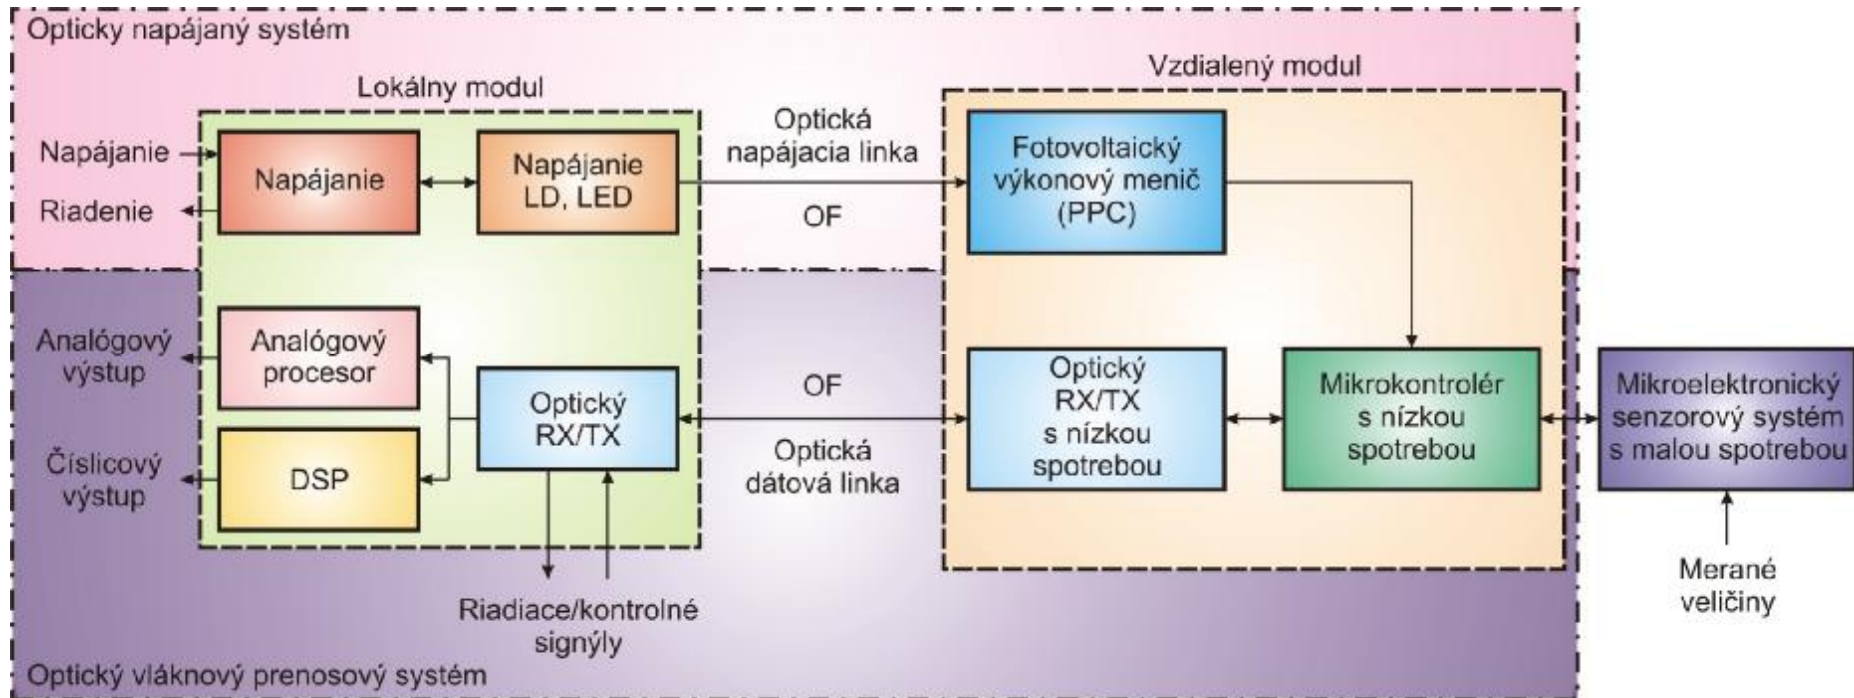 Opticky napájaný systém
Lokálny modul
Vzdialený modul
Napájanie
Riadenie
Napájanie
Napájanie
LD, LED
Optická
napájacia linka
OF
Fotovoltaický
výkonový menič
(PPC)
Analógový
výstup
Analógový
procesor
Číslicový
výstup
DSP
Optický
RX/TX
OF
Optická
dátová linka
Optický
RX/TX
s nízkou
spotrebou
Mikrokontrolér
s nízkou
spotrebou
Mikroelektronický
senzorový systém
s malou spotrebou
Riadiace/kontrolné
signýly
Merané
veličiny
Optický vláknový prenosový systém